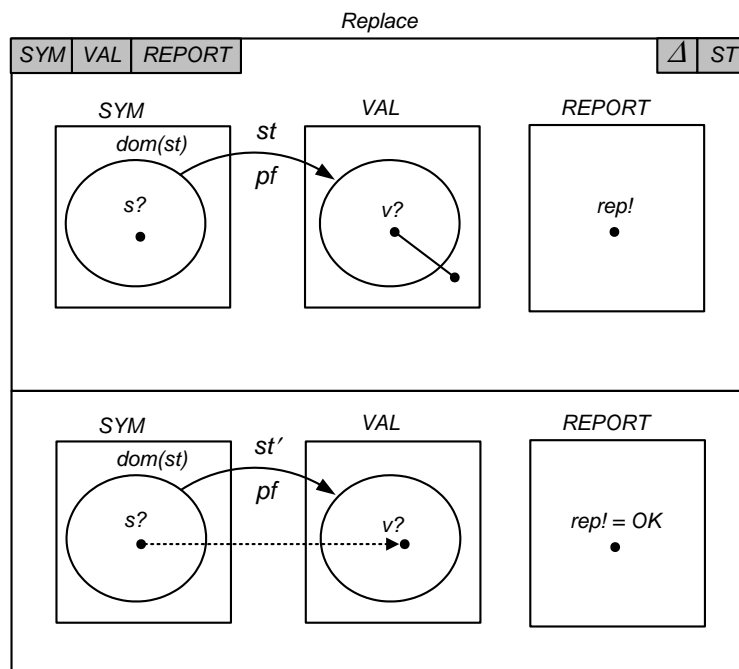 Replace
SYM VAL REPORT Δ ST
SYM VAL REPORT
dom(st) st
pf
s? v? rep!
SYM VAL REPORT
dom(st) st′
pf
s? v? rep! = OK